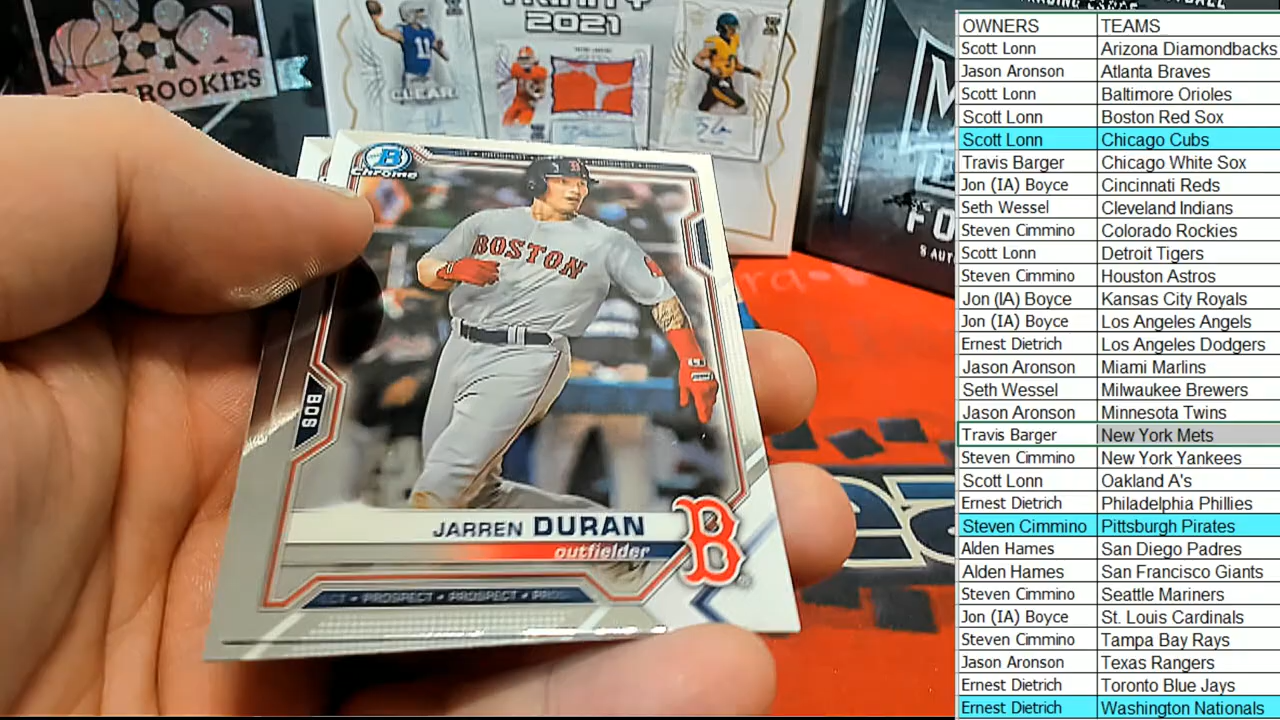 TRINITY
2021
CLEAR
ROOKIES
B
Chrome
BOSTON
BOS
JARREN DURAN
outfielder
B
PROSPECT • PROSPECT •
OWNERS TEAMS
Scott Lonn Arizona Diamondbacks
Jason Aronson Atlanta Braves
Scott Lonn Baltimore Orioles
Scott Lonn Boston Red Sox
Scott Lonn Chicago Cubs
Travis Barger Chicago White Sox
Jon (IA) Boyce Cincinnati Reds
Seth Wessel Cleveland Indians
Steven Cimmino Colorado Rockies
Scott Lonn Detroit Tigers
Steven Cimmino Houston Astros
Jon (IA) Boyce Kansas City Royals
Jon (IA) Boyce Los Angeles Angels
Ernest Dietrich Los Angeles Dodgers
Jason Aronson Miami Marlins
Seth Wessel Milwaukee Brewers
Jason Aronson Minnesota Twins
Travis Barger New York Mets
Steven Cimmino New York Yankees
Scott Lonn Oakland A's
Ernest Dietrich Philadelphia Phillies
Steven Cimmino Pittsburgh Pirates
Alden Hames San Diego Padres
Alden Hames San Francisco Giants
Steven Cimmino Seattle Mariners
Jon (IA) Boyce St. Louis Cardinals
Steven Cimmino Tampa Bay Rays
Jason Aronson Texas Rangers
Ernest Dietrich Toronto Blue Jays
Ernest Dietrich Washington Nationals